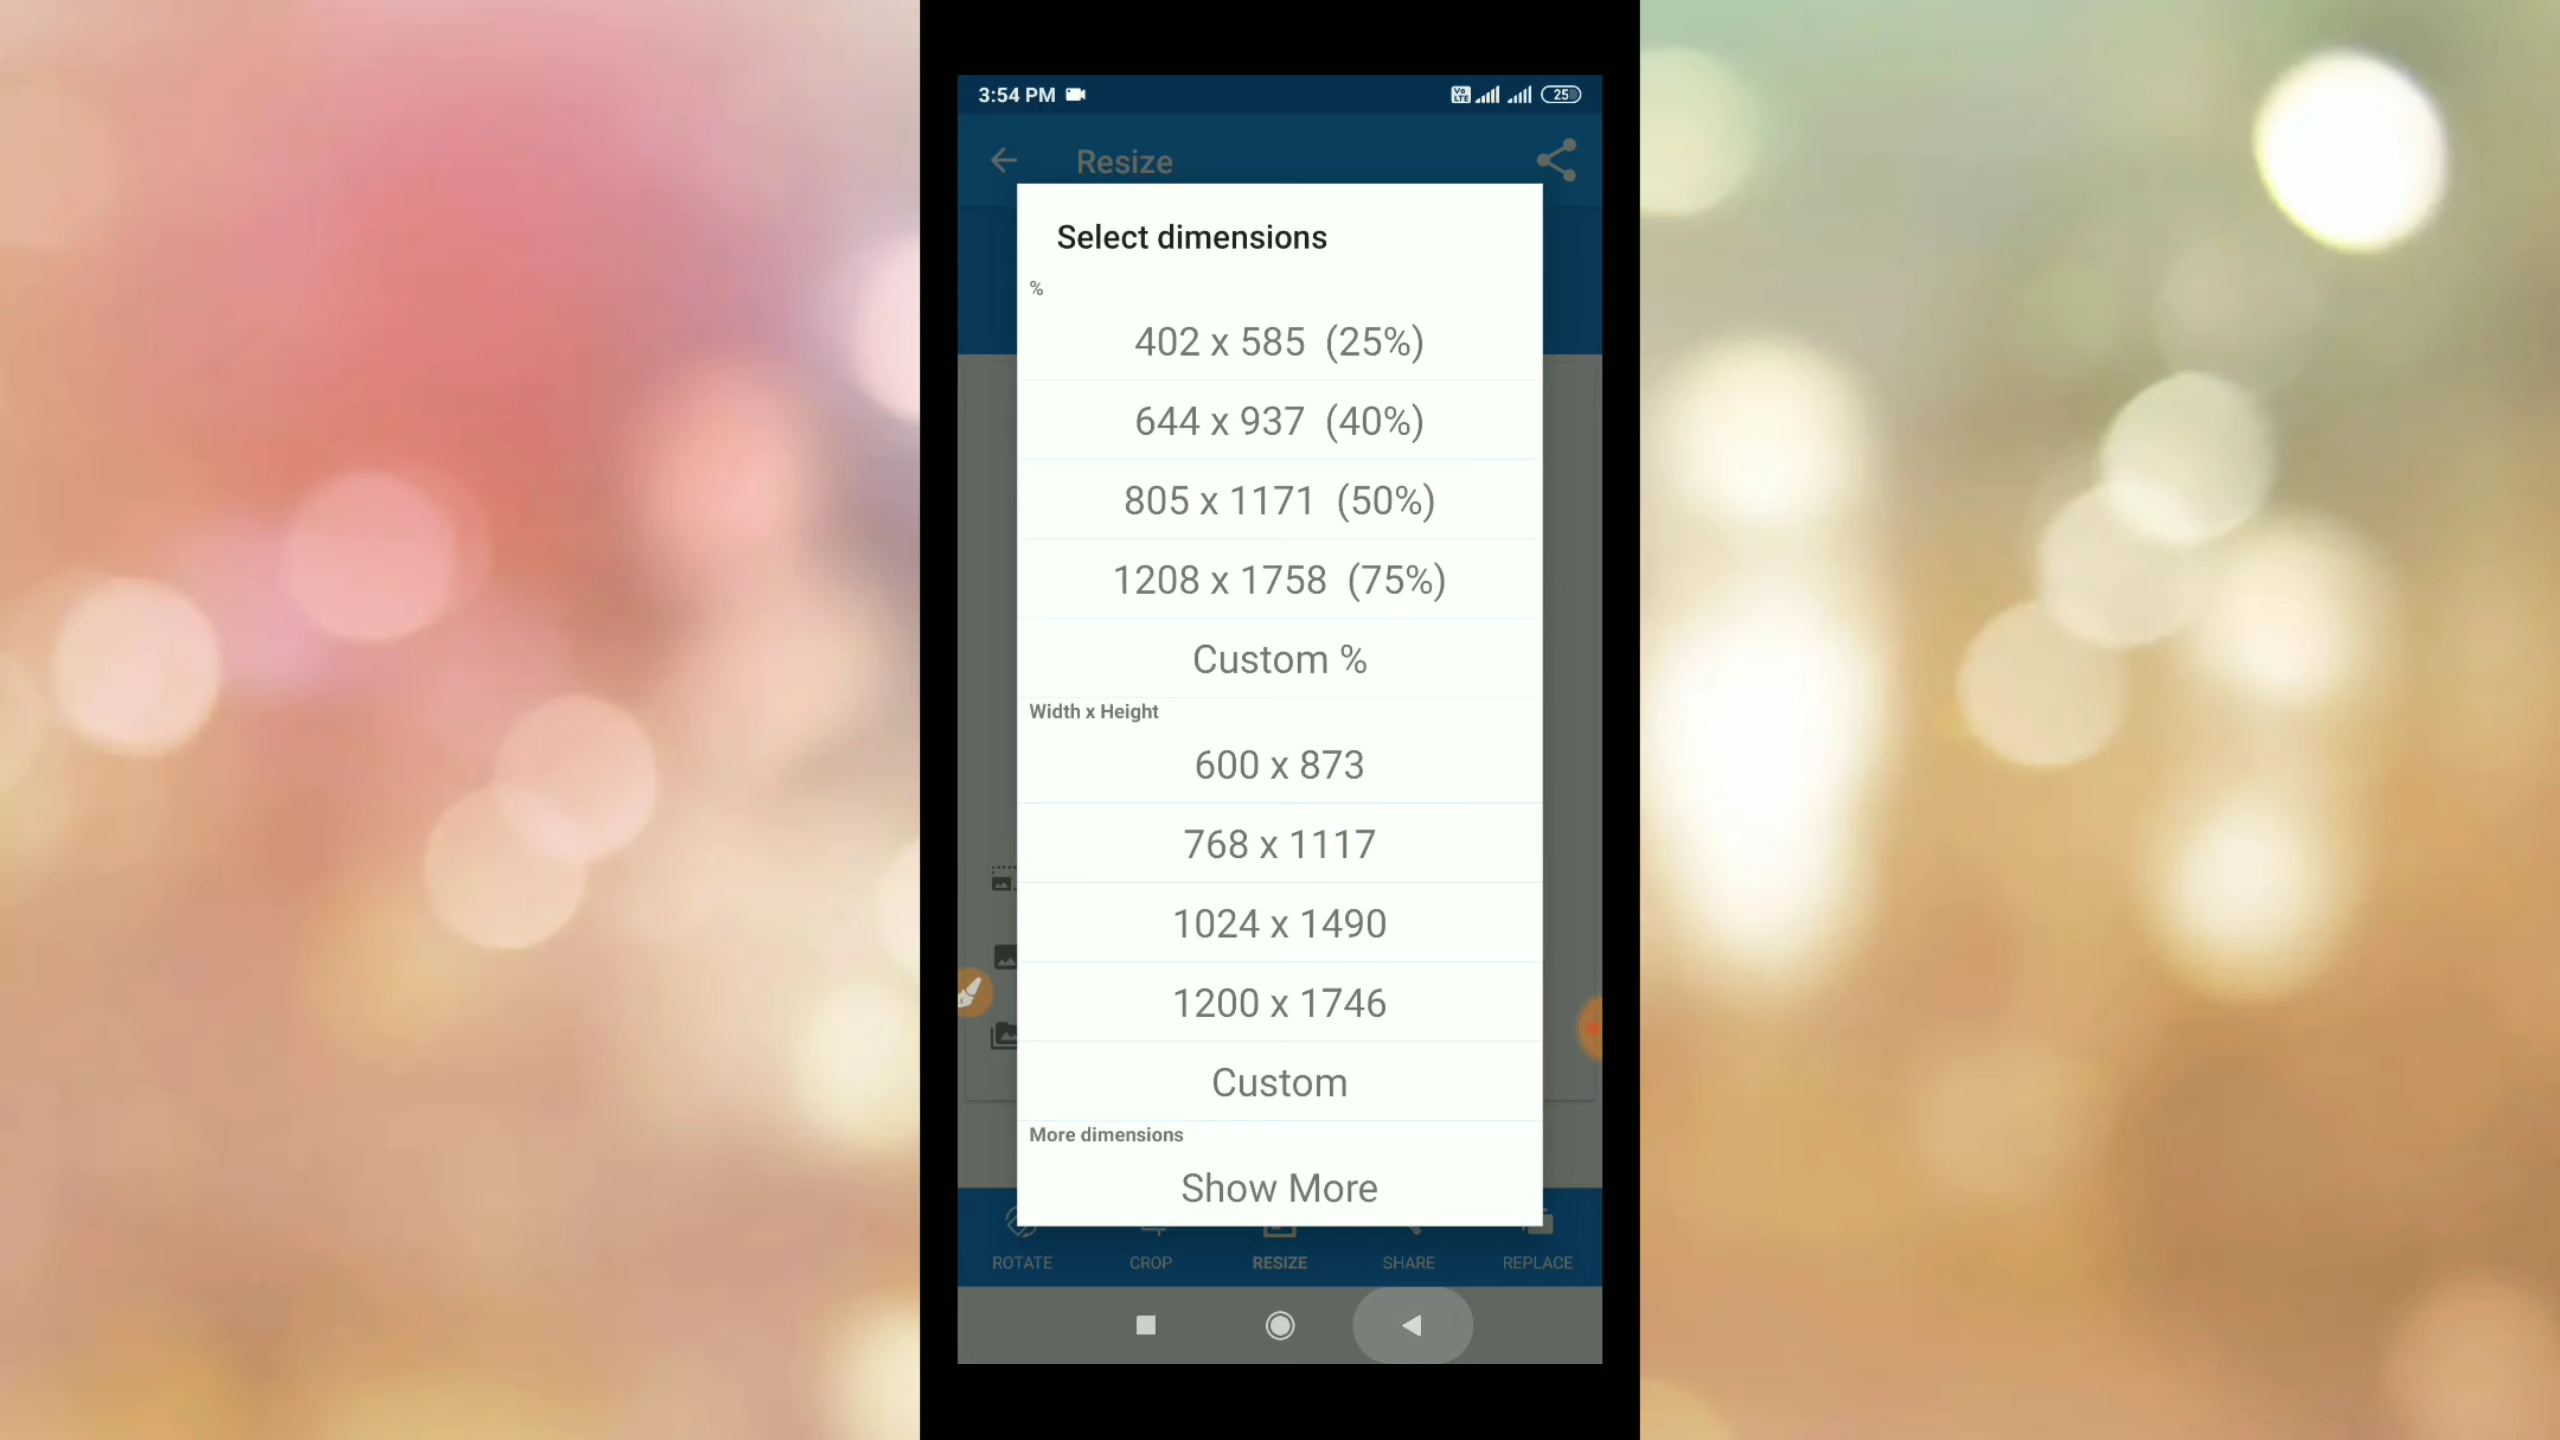 3:54 PM
Vo LTE
25
Resize
Select dimensions
%
402 x 585 (25%)
644 x 937 (40%)
805 x 1171 (50%)
1208 x 1758 (75%)
Custom %
Width x Height
600 x 873
768 x 1117
1024 x 1490
1200 x 1746
Custom
More dimensions
Show More
ROTATE
CROP
RESIZE
SHARE
REPLACE